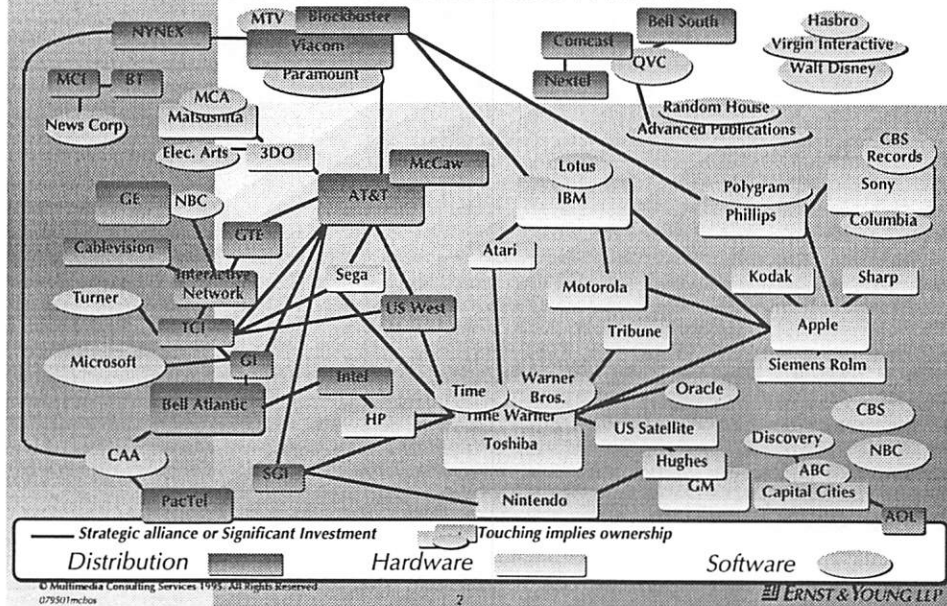 MTV
Blockbuster
Bell South
Hasbro
NYNEX
Viacom
Comcast
QVC
Virgin Interactive
Paramount
Nextel
Walt Disney
MCI
BT
MCA
Matsushita
Random House
News Corp
Advanced Publications
Elec. Arts
3DO
McCaw
Lotus
CBS
Records
AT&T
IBM
Polygram
Sony
GE
NBC
Phillips
Columbia
GTE
Cablevision
Atari
Interactive
Network
Sega
Motorola
Kodak
Sharp
Turner
US West
TCI
Tribune
Apple
Microsoft
GI
Siemens Rolm
Intel
Time
Warner
Bros.
Oracle
Bell Atlantic
HP
Time Warner
CBS
Toshiba
US Satellite
Discovery
CAA
Hughes
NBC
SGI
ABC
GM
Capital Cities
PacTel
Nintendo
AOL
Strategic alliance or Significant Investment
Touching implies ownership
Distribution
Hardware
Software
© Multimedia Consulting Services 1995. All Rights Reserved
079501mcbos
2
ERNST & YOUNG LLP